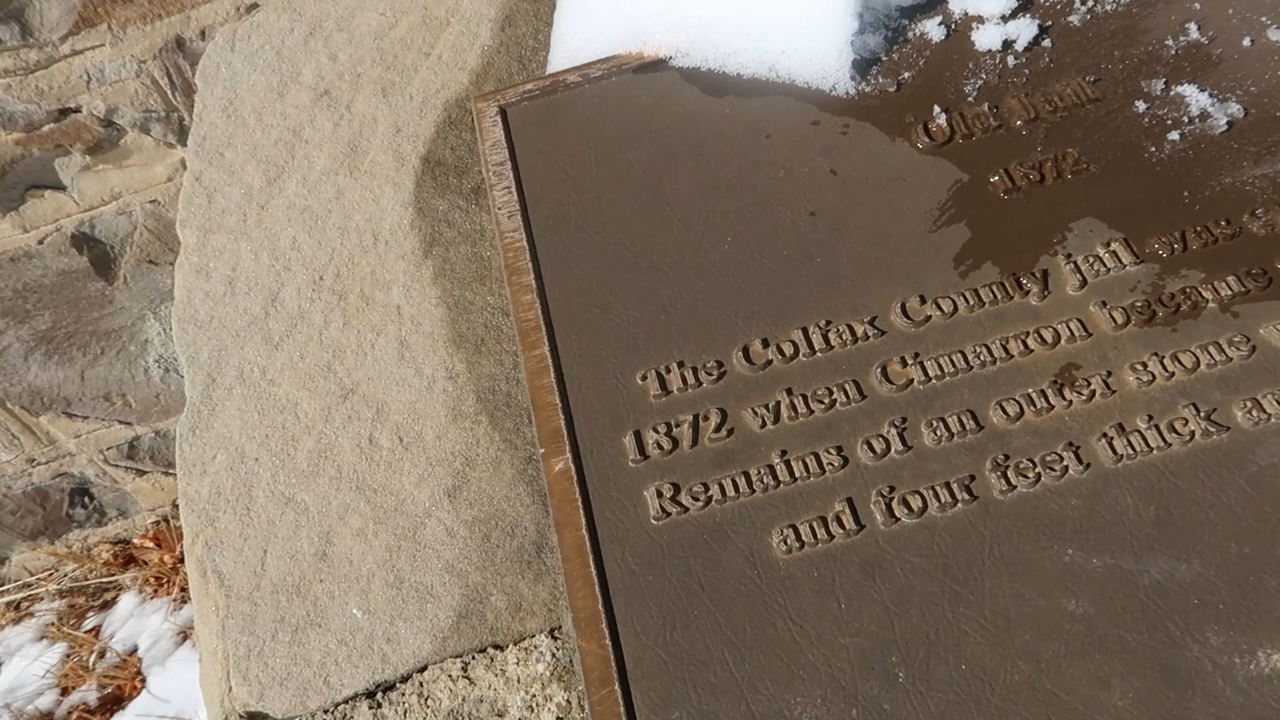 Old Jail
1872
The Colfax County jail was
1872 when Cimarron became
Remains of an outer stone
and four feet thick